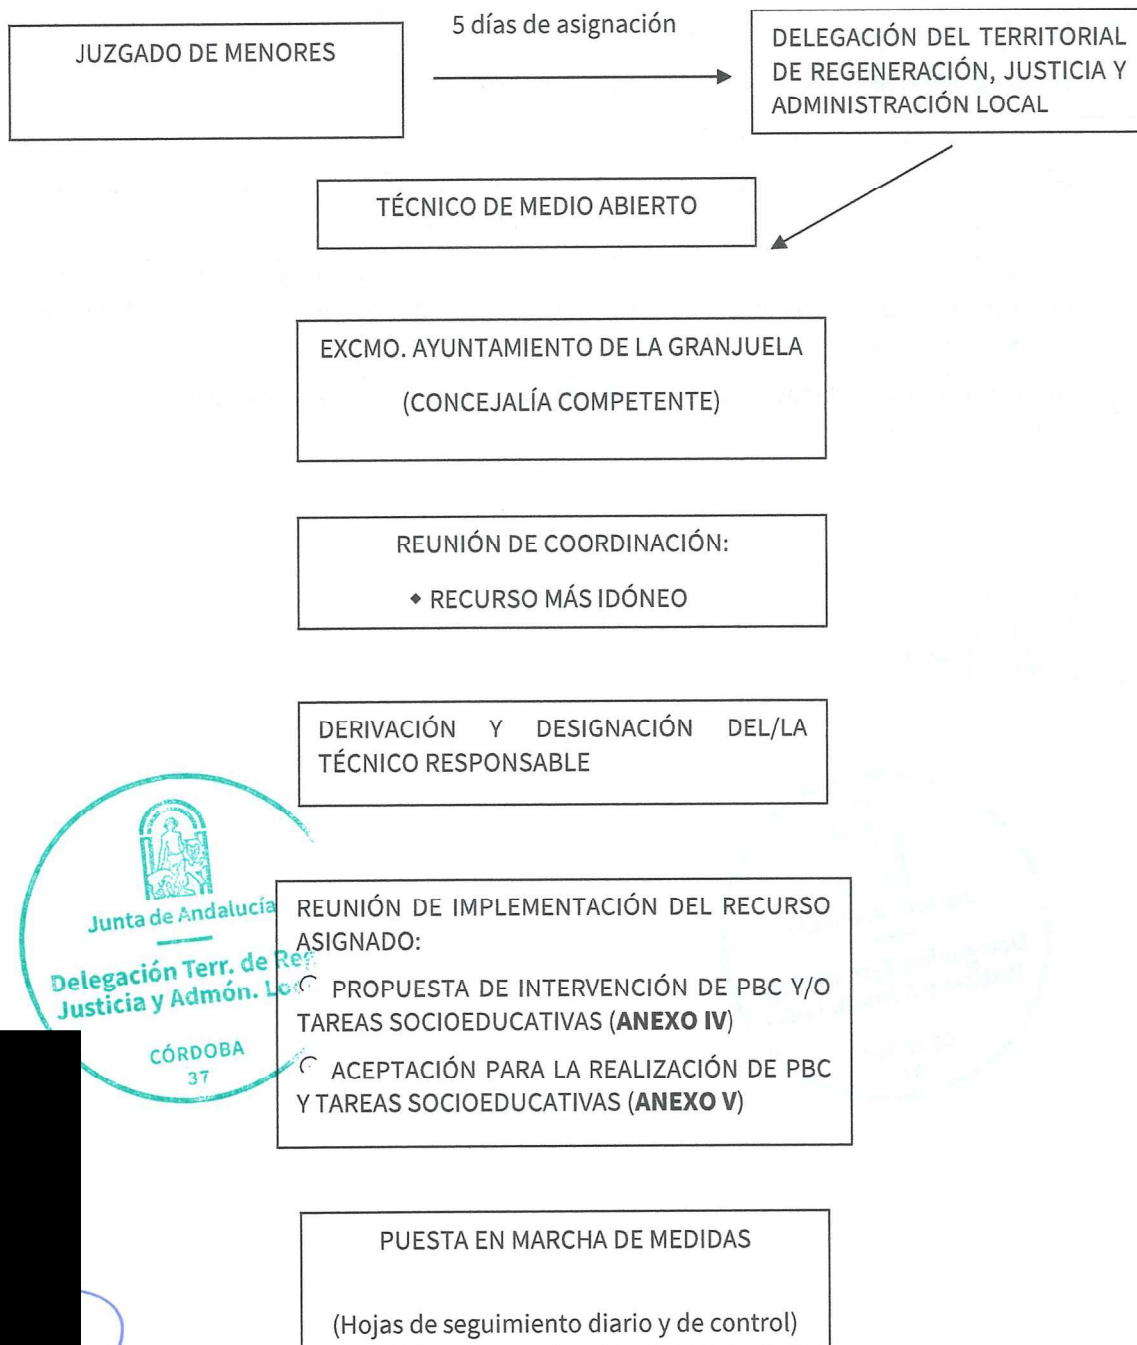 JUZGADO DE MENORES
5 días de asignación
DELEGACIÓN DEL TERRITORIAL
DE REGENERACIÓN, JUSTICIA Y
ADMINISTRACIÓN LOCAL
TÉCNICO DE MEDIO ABIERTO
EXCMO. AYUNTAMIENTO DE LA GRANJUELA
(CONCEJALÍA COMPETENTE)
REUNIÓN DE COORDINACIÓN:
◆ RECURSO MÁS IDÓNEO
DERIVACIÓN Y DESIGNACIÓN DEL/LA
TÉCNICO RESPONSABLE
Junta de Andalucía
Delegación Terr. de Reg
Justicia y Admón. Loc
CÓRDOBA
37
REUNIÓN DE IMPLEMENTACIÓN DEL RECURSO
ASIGNADO:
PROPUESTA DE INTERVENCIÓN DE PBC Y/O
TAREAS SOCIOEDUCATIVAS (ANEXO IV)
ACEPTACIÓN PARA LA REALIZACIÓN DE PBC
Y TAREAS SOCIOEDUCATIVAS (ANEXO V)
PUESTA EN MARCHA DE MEDIDAS
(Hojas de seguimiento diario y de control)